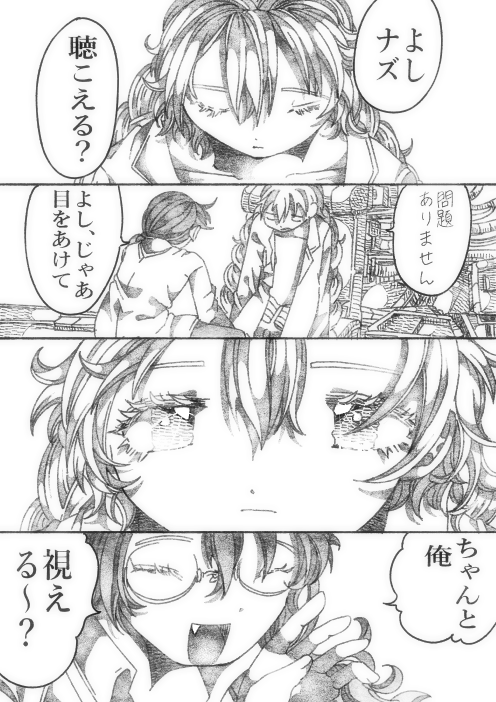 よし
ナズ
聴こえる？
問題
ありません
よし、じゃあ
目をあけて
ちゃんと
俺
視え
る〜？